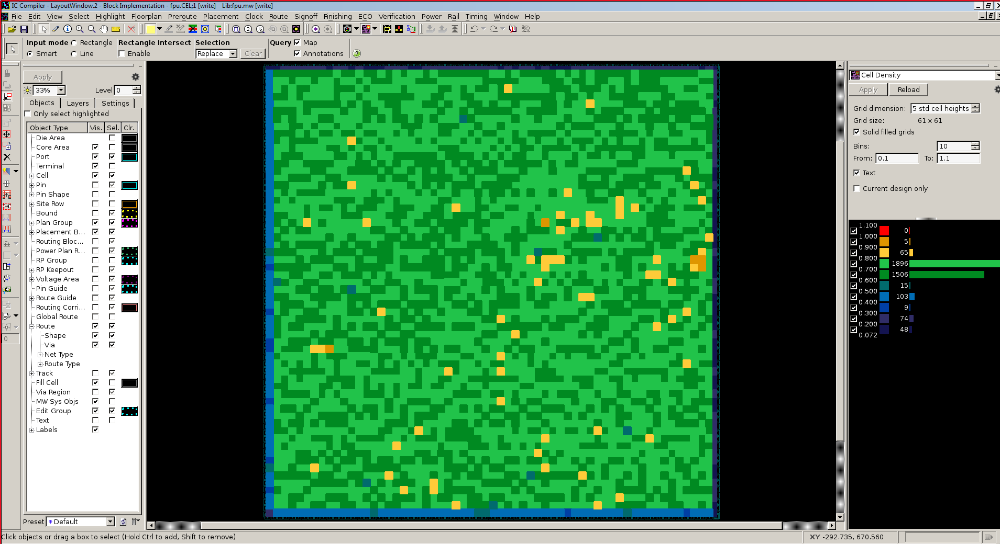 IC Compiler - LayoutWindow.2 - Block Implementation - fpu.CEL;1 [write]    Lib:fpu.mw [write]
File Edit View Select Highlight Floorplan Preroute Placement Clock Route Signoff Finishing ECO Verification Power Rail Timing Window Help
Input mode Rectangle Rectangle Intersect Selection Query Map
Smart Line Enable Replace Clear Annotations
Apply
33% Level 0
Objects Layers Settings
Only select highlighted
Object Type Vis. Sel. Clr.
Die Area
Core Area
Port
Terminal
Cell
Pin
Pin Shape
Site Row
Bound
Plan Group
Placement B...
Routing Bloc...
Power Plan R...
RP Group
RP Keepout
Voltage Area
Pin Guide
Route Guide
Routing Corri...
Global Route
Route
Shape
Via
Net Type
Route Type
Track
Fill Cell
Via Region
MW Sys Objs
Edit Group
Text
Labels
0
Preset * Default
Cell Density
Apply Reload
Grid dimension: 5 std cell heights
Grid size: 61 x 61
Solid filled grids
Bins: 10
From: 0.1 To: 1.1
Text
Current design only
1.100
0
1.000
5
0.900
65
0.800
1896
0.700
1506
0.600
15
0.500
103
0.400
9
0.300
74
0.200
48
0.072
Click objects or drag a box to select (Hold Ctrl to add, Shift to remove)
XY -292.735, 670.560